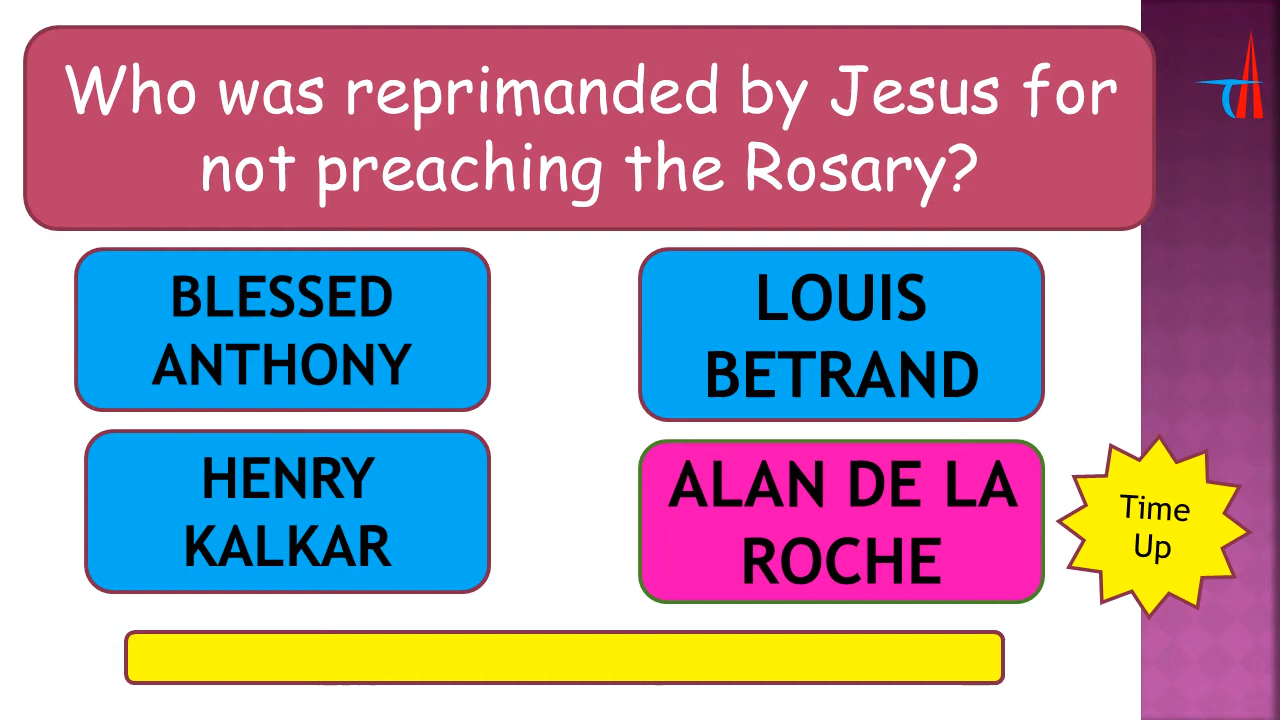 Who was reprimanded by Jesus for
not preaching the Rosary?
BLESSED
ANTHONY
LOUIS
BETRAND
HENRY
KALKAR
ALAN DE LA
ROCHE
Time
Up